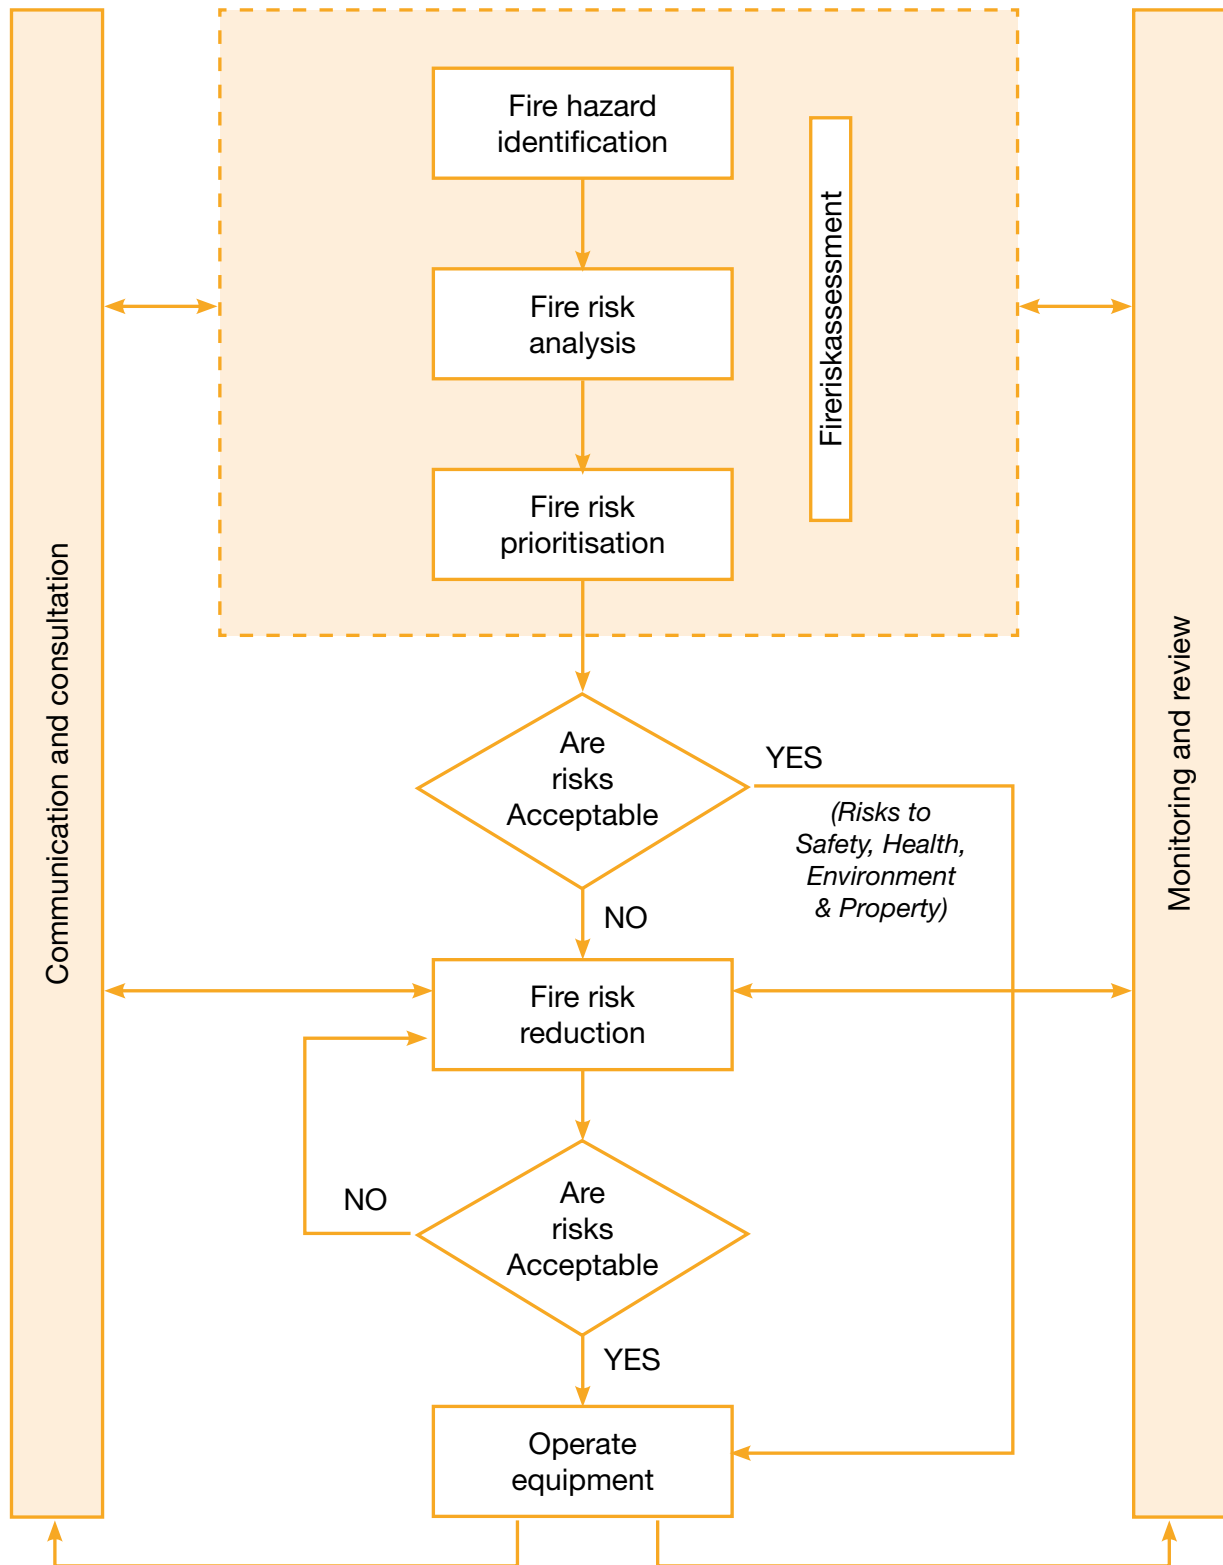 Fire hazard
identification
Fireriskassessment
Fire risk
analysis
Fire risk
prioritisation
Communication and consultation
Monitoring and review
Are
risks
Acceptable
YES
(Risks to
Safety, Health,
Environment
& Property)
NO
Fire risk
reduction
NO
Are
risks
Acceptable
YES
Operate
equipment